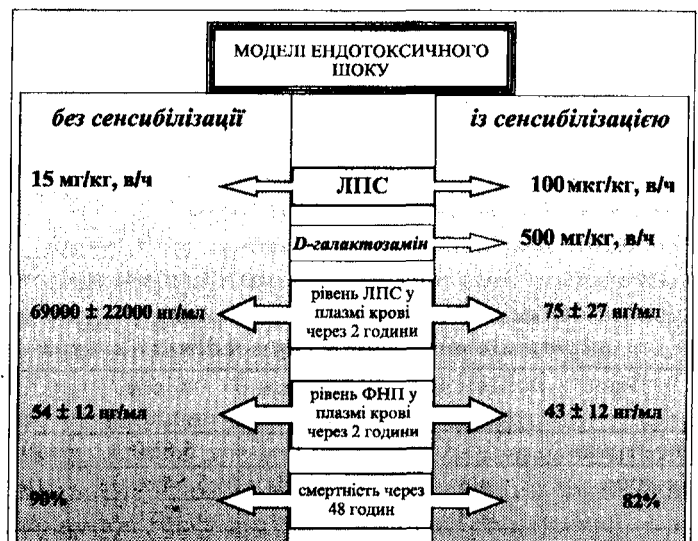 МОДЕЛІ ЕНДОТОКСИЧНОГО
ШОКУ
без сенсибілізації
із сенсибілізацією
15 мг/кг, в/ч
ЛПС
100 мкг/кг, в/ч
D-галактозамін
500 мг/кг, в/ч
69000 ± 22000 нг/мл
рівень ЛПС у
плазмі крові
через 2 години
75 ± 27 нг/мл
54 ± 12 нг/мл
рівень ФНП у
плазмі крові
через 2 години
43 ± 12 нг/мл
90%
смертність через
48 годин
82%